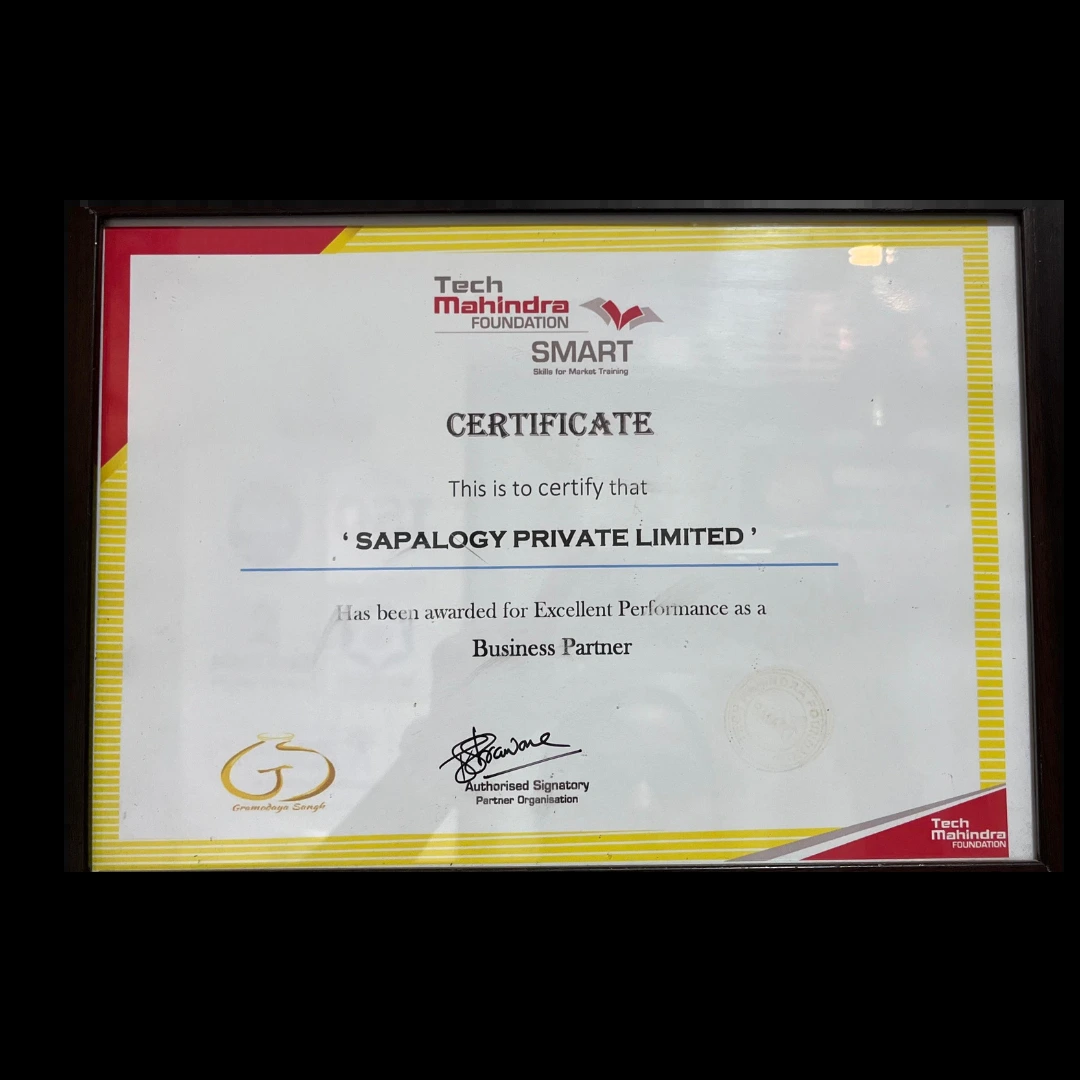 Tech
Mahindra
FOUNDATION
SMART
Skills for Market Training
CERTIFICATE
This is to certify that
‘ SAPALOGY PRIVATE LIMITED ’
Has been awarded for Excellent Performance as a
Business Partner
Gramodaya Sangh
Authorised Signatory
Partner Organisation
Tech
Mahindra
FOUNDATION